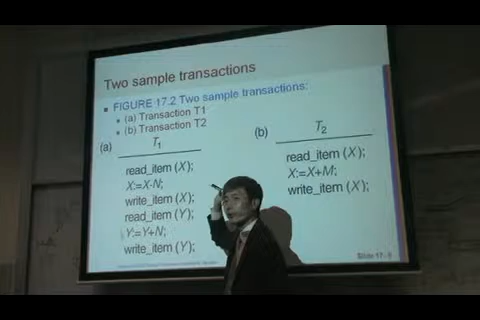 Two sample transactions
FIGURE 17.2 Two sample transactions:
(a) Transaction T1
(b) Transaction T2
(a) T1
read_item (X);
X:=X-N;
write_item (X);
read_item (Y);
Y:=Y+N;
write_item (Y);
(b) T2
read_item (X);
X:=X+M;
write_item (X);